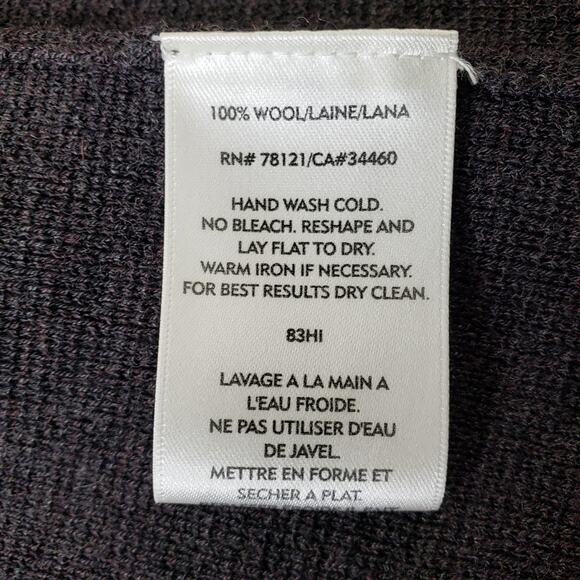 100% WOOL/LAINE/LANA
RN# 78121/CA#34460
HAND WASH COLD.
NO BLEACH. RESHAPE AND
LAY FLAT TO DRY.
WARM IRON IF NECESSARY.
FOR BEST RESULTS DRY CLEAN.
83HI
LAVAGE A LA MAIN A
L'EAU FROIDE.
NE PAS UTILISER D'EAU
DE JAVEL.
METTRE EN FORME ET
SECHER A PLAT.